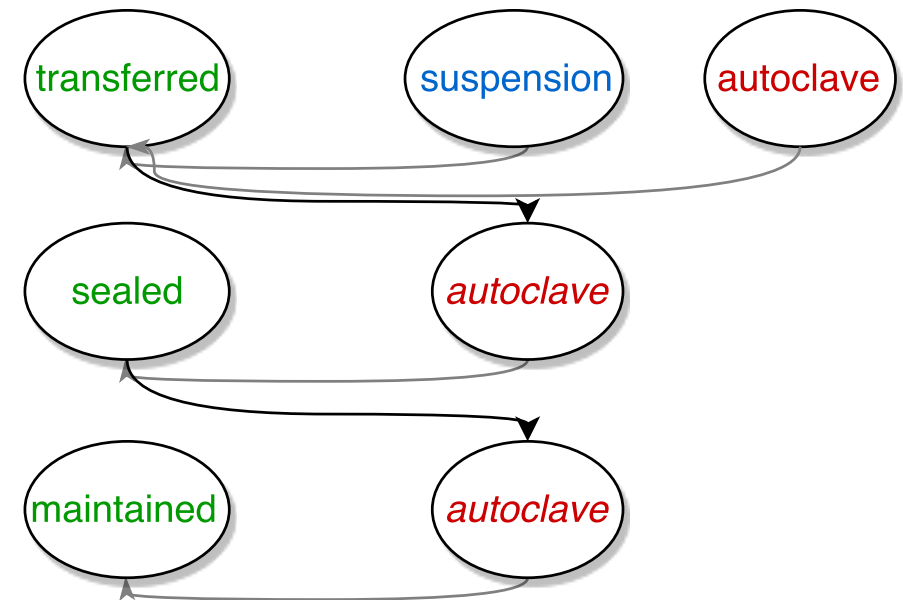 transferred suspension autoclave
sealed autoclave
maintained autoclave